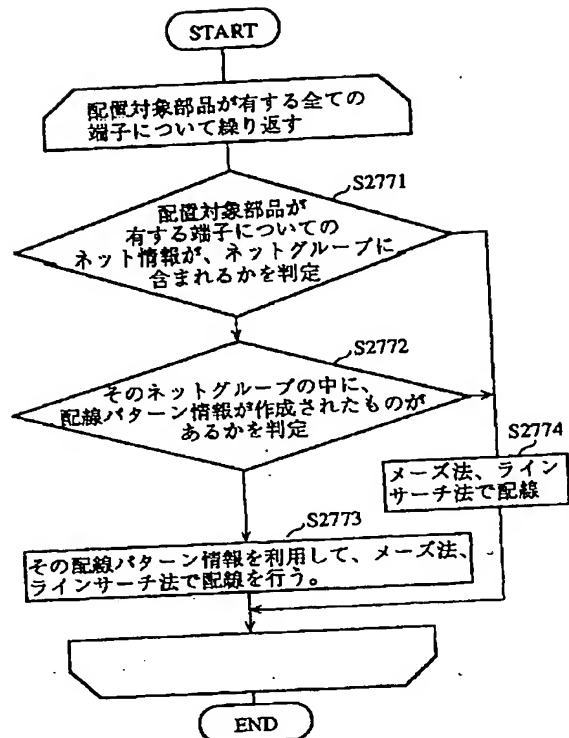 START
配置対象部品が有する全ての
端子について繰り返す
S2771
配置対象部品が
有する端子についての
ネット情報が、ネットグループに
含まれるかを判定
S2772
そのネットグループの中に、
配線パターン情報が作成されたものが
あるかを判定
S2774
メーズ法、ライン
サーチ法で配線
S2773
その配線パターン情報を利用して、メーズ法、
ラインサーチ法で配線を行う。
END